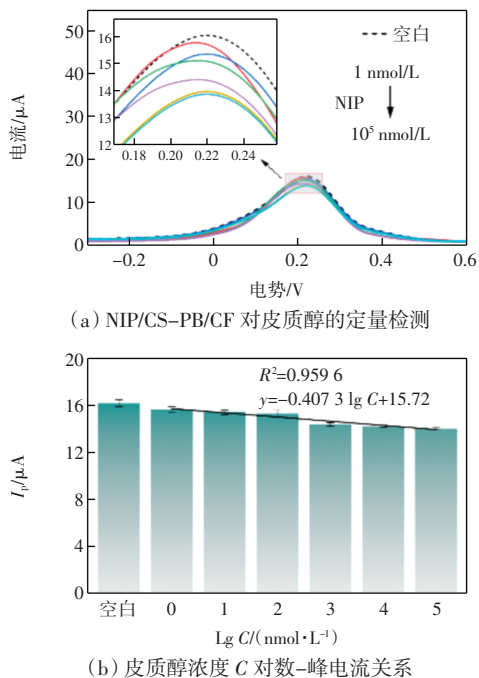 55
50
40
30
20
10
0
电流/μA
16
15
14
13
12
0.18
0.20
0.22
0.24
空白
1 nmol/L
NIP
10⁵ nmol/L
-0.2
0
0.2
0.4
0.6
电势/V
(a) NIP/CS-PB/CF 对皮质醇的定量检测
20
16
12
8
4
0
Iₚ/μA
R²=0.959 6
y=-0.407 3 lg C+15.72
空白
0
1
2
3
4
5
Lg C/(nmol·L⁻¹)
(b) 皮质醇浓度 C 对数-峰电流关系